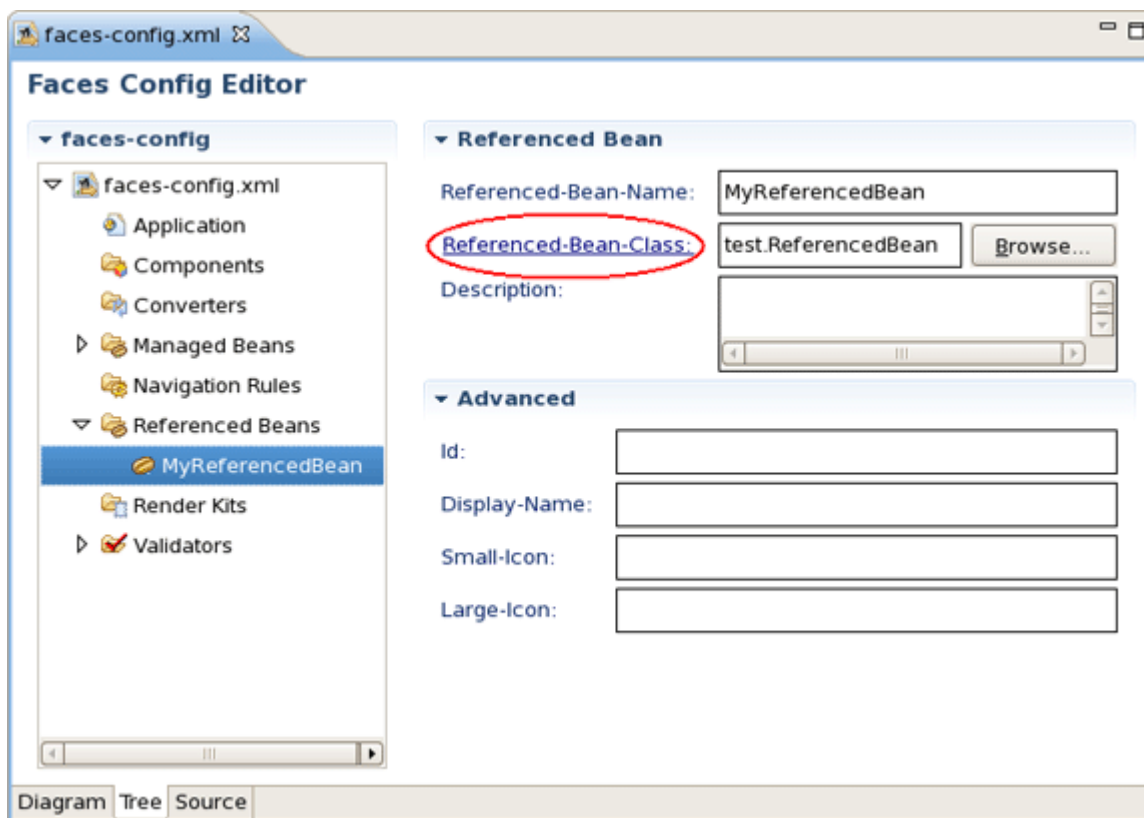 faces-config.xml
Faces Config Editor
faces-config
faces-config.xml
Application
Components
Converters
Managed Beans
Navigation Rules
Referenced Beans
MyReferencedBean
Render Kits
Validators
Referenced Bean
Referenced-Bean-Name: MyReferencedBean
Referenced-Bean-Class: test.ReferencedBean Browse...
Description:
Advanced
Id:
Display-Name:
Small-Icon:
Large-Icon:
Diagram Tree Source